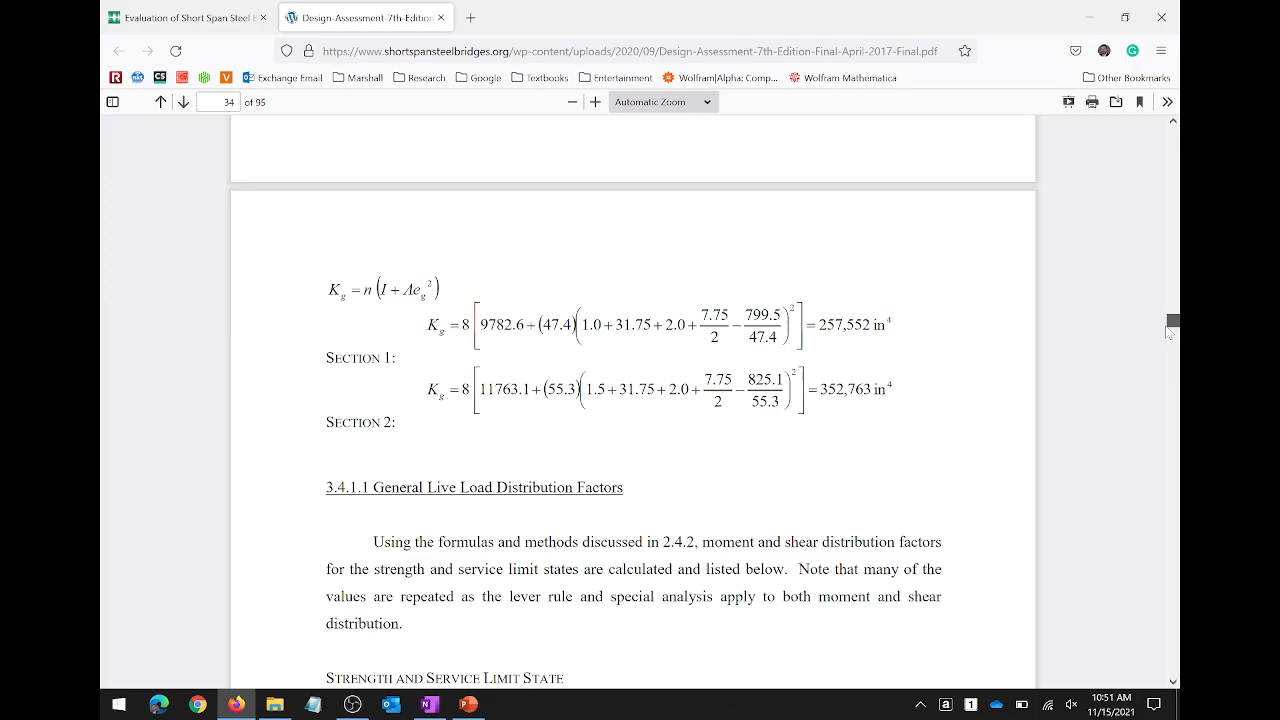 Evaluation of Short Span Steel B
Design-Assessment-7th-Edition
https://www.shortspansteelbridges.org/wp-content/uploads/2020/09/Design-Assessment-7th-Edition-Final-April-2017-Final.pdf
Exchange Email Marshall Research Google Textbooks Entertainment Wolfram|Alpha: Comp... Wolfram Mathematica Other Bookmarks
34 of 95 Automatic Zoom
K_g = n (I + Ae_g^2)
K_g = 8 [9782.6 + (47.4)(1.0 + 31.75 + 2.0 + 7.75/2 − 799.5/47.4)^2] = 257,552 in^4
SECTION 1:
K_g = 8 [11763.1 + (55.3)(1.5 + 31.75 + 2.0 + 7.75/2 − 825.1/55.3)^2] = 352,763 in^4
SECTION 2:
3.4.1.1 General Live Load Distribution Factors
Using the formulas and methods discussed in 2.4.2, moment and shear distribution factors
for the strength and service limit states are calculated and listed below. Note that many of the
values are repeated as the lever rule and special analysis apply to both moment and shear
distribution.
STRENGTH AND SERVICE LIMIT STATE
10:51 AM
11/15/2021